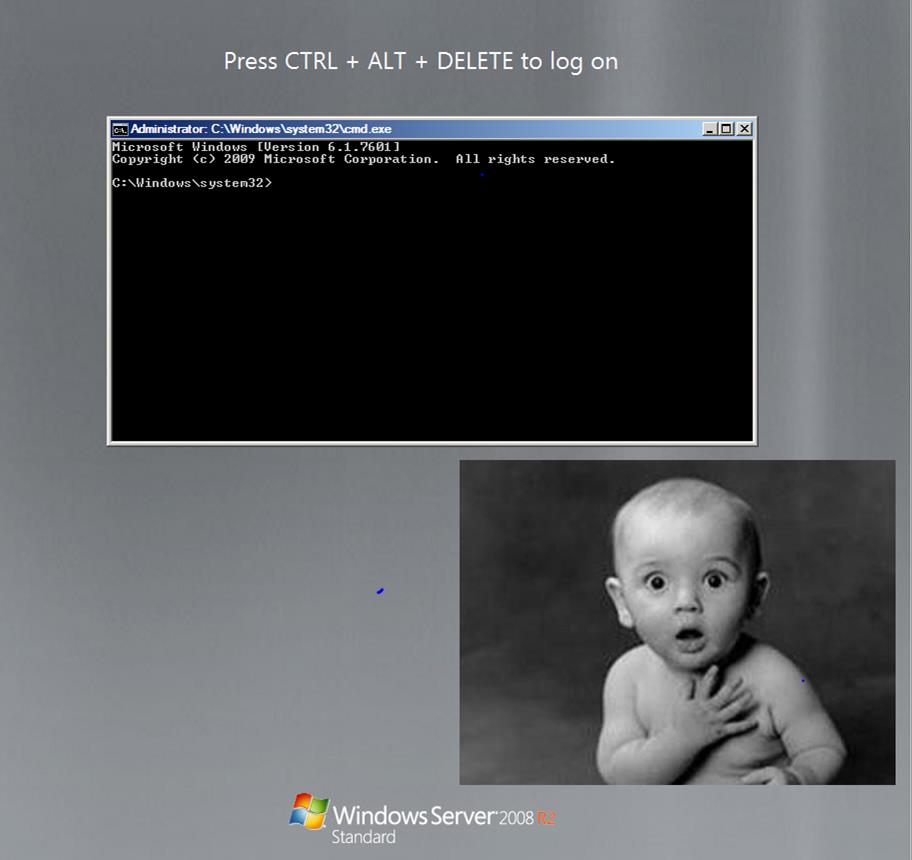 Press CTRL + ALT + DELETE to log on
Administrator: C:\Windows\system32\cmd.exe
Microsoft Windows [Version 6.1.7601]
Copyright (c) 2009 Microsoft Corporation.  All rights reserved.
C:\Windows\system32>
Windows Server 2008 R2
Standard